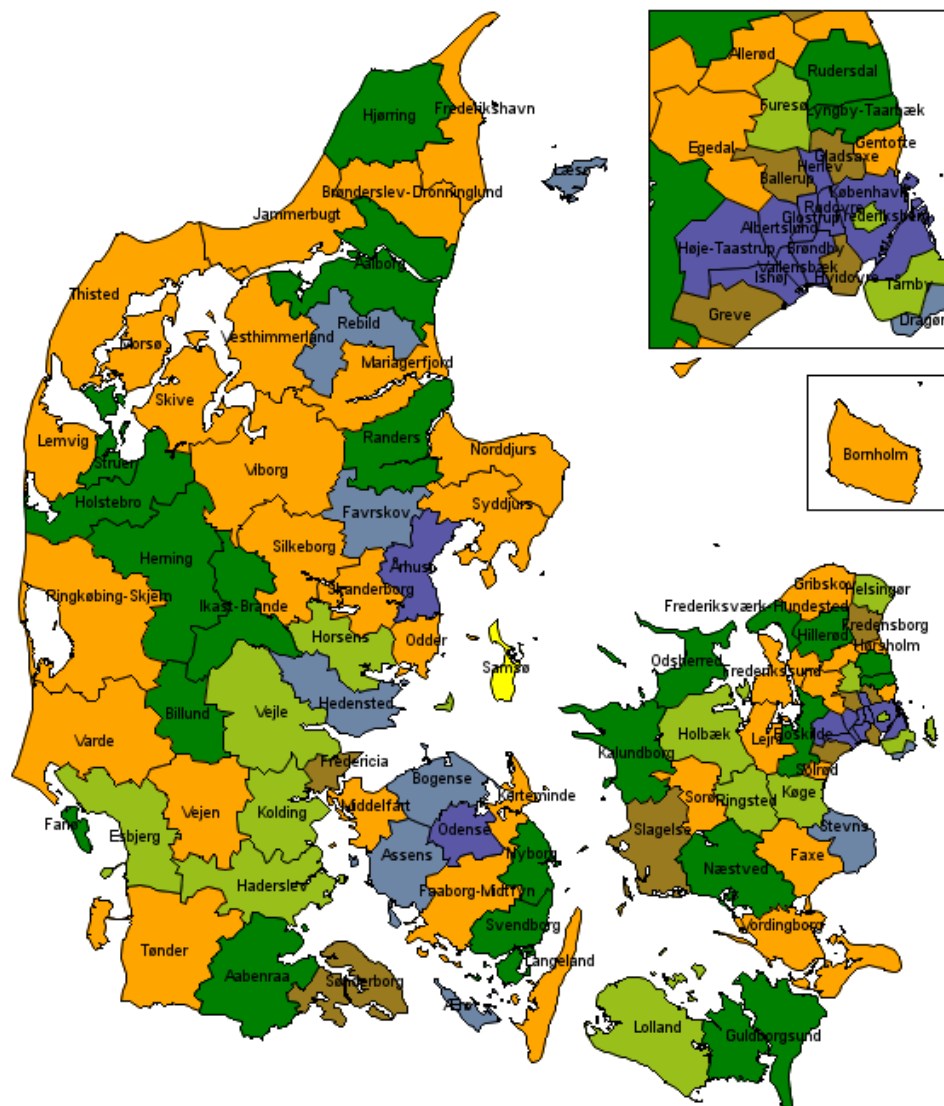 Hjørring
Frederikshavn
Læsø
Brønderslev-Dronninglund
Jammerbugt
Aalborg
Thisted
Rebild
Vesthimmerland
Morsø
Mariagerfjord
Skive
Lemvig
Randers
Norddjurs
Struer
Viborg
Holstebro
Favrskov
Syddjurs
Silkeborg
Herning
Århus
Skanderborg
Ringkøbing-Skjern
Ikast-Brande
Horsens
Odder
Samsø
Hedensted
Billund
Vejle
Varde
Fredericia
Bogense
Middelfart
Kerteminde
Vejen
Kolding
Fanø
Esbjerg
Odense
Assens
Nyborg
Haderslev
Faaborg-Midtfyn
Svendborg
Tønder
Langeland
Aabenraa
Sønderborg
Ærø
Allerød
Rudersdal
Furesø
Lyngby-Taarbæk
Egedal
Gentofte
Gladsaxe
Herlev
Ballerup
København
Rødovre
Glostrup
Frederiksberg
Albertslund
Høje-Taastrup
Brøndby
Vallensbæk
Ishøj
Hvidovre
Tårnby
Greve
Dragør
Bornholm
Gribskov
Helsingør
Frederiksværk-Hundested
Fredensborg
Hillerød
Hørsholm
Odsherred
Frederikssund
Holbæk
Roskilde
Lejre
Kalundborg
Solrød
Sorø
Ringsted
Køge
Slagelse
Stevns
Næstved
Faxe
Vordingborg
Lolland
Guldborgsund